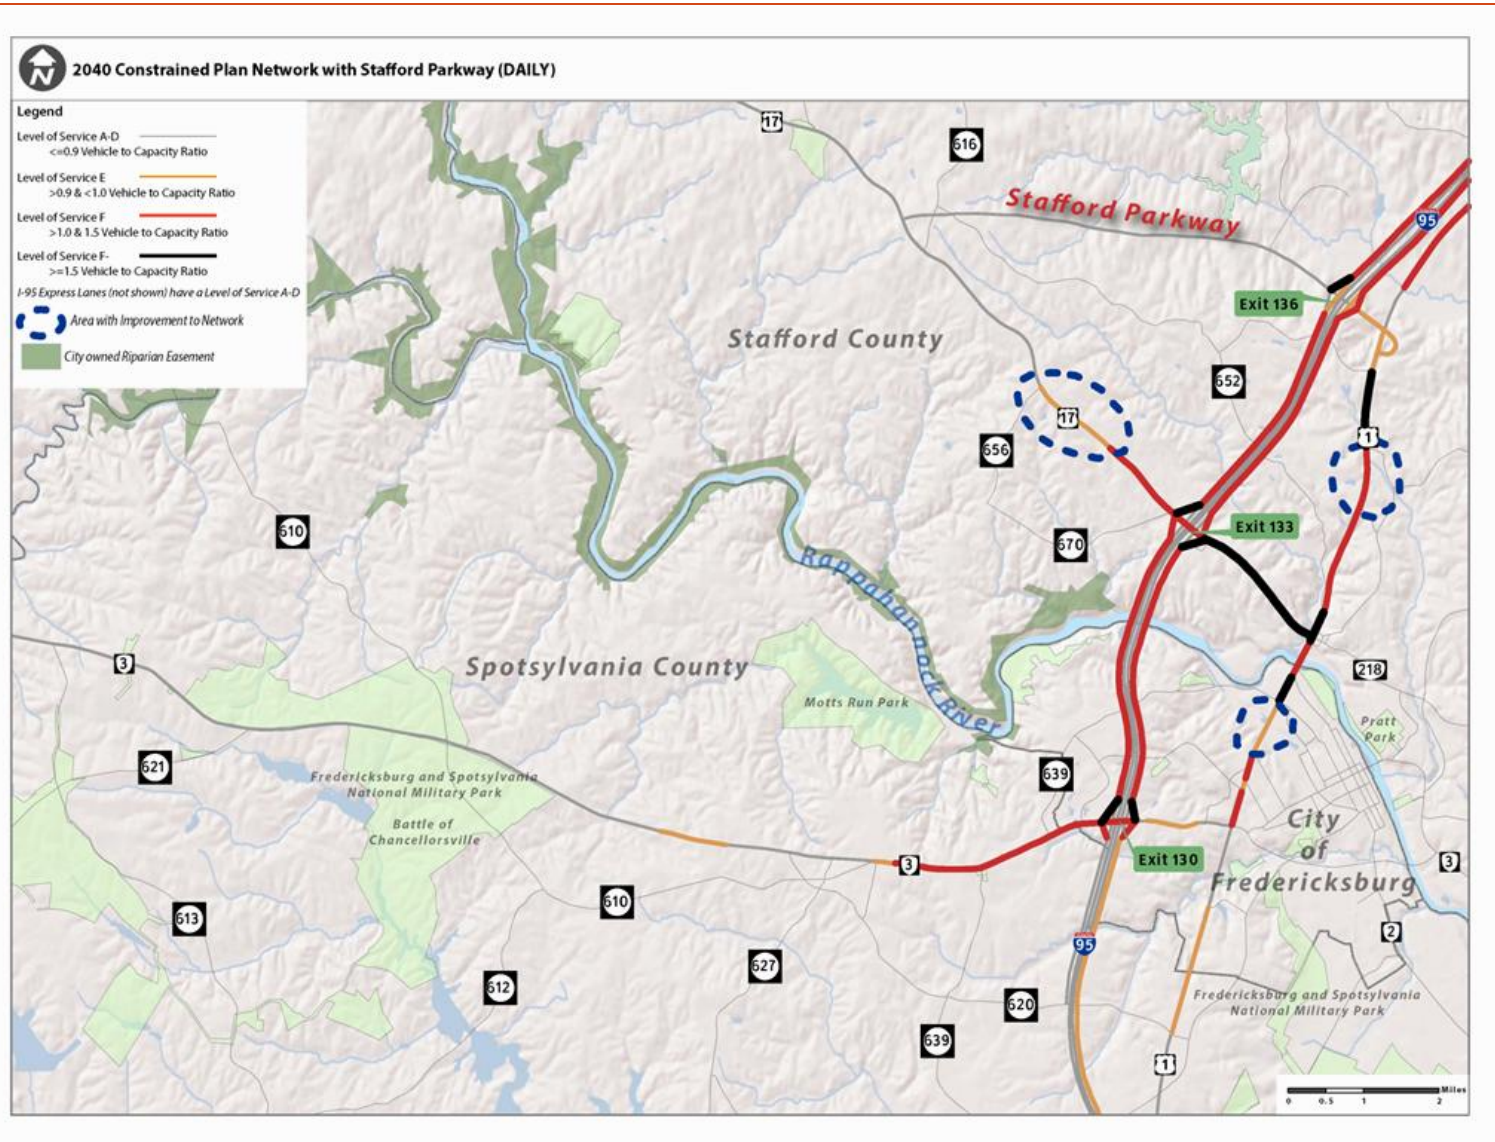 2040 Constrained Plan Network with Stafford Parkway (DAILY)
N
Legend
Level of Service A-D
<=0.9 Vehicle to Capacity Ratio
Level of Service E
>0.9 & <1.0 Vehicle to Capacity Ratio
Level of Service F
>1.0 & 1.5 Vehicle to Capacity Ratio
Level of Service F-
>=1.5 Vehicle to Capacity Ratio
I-95 Express Lanes (not shown) have a Level of Service A-D
Area with Improvement to Network
City owned Riparian Easement
17
616
Stafford Parkway
95
Exit 136
Stafford County
652
17
1
656
610
Exit 133
670
Rappahannock River
3
Spotsylvania County
218
Motts Run Park
Pratt
Park
621
639
Fredericksburg and Spotsylvania
National Military Park
Battle of
Chancellorsville
City
of
Fredericksburg
Exit 130
3
3
610
613
2
95
627
612
620
Fredericksburg and Spotsylvania
National Military Park
639
1
Miles
0 0.5 1 2